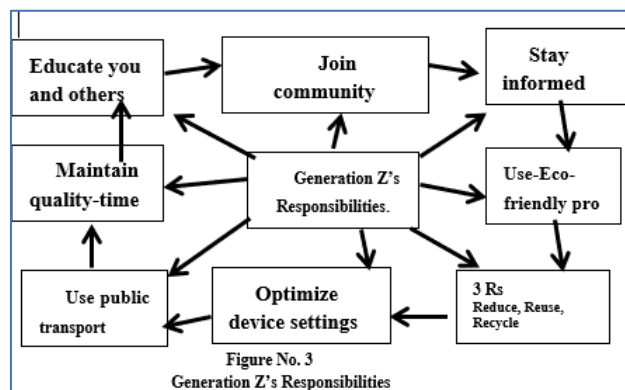 Educate you
and others
Join
community
Stay
informed
Maintain
quality-time
Generation Z's
Responsibilities.
Use-Eco-
friendly pro
Use public
transport
Optimize
device settings
3 Rs
Reduce, Reuse,
Recycle
Figure No. 3
Generation Z's Responsibilities